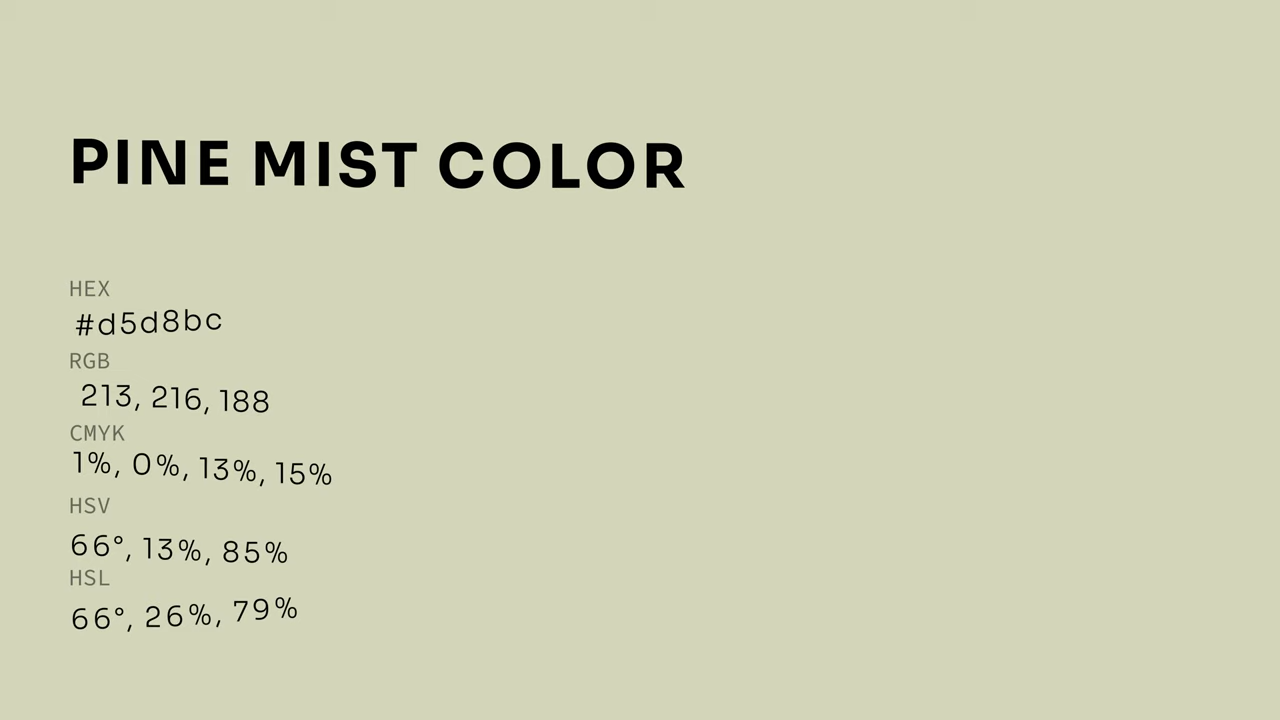 PINE MIST COLOR
HEX
#d5d8bc
RGB
213, 216, 188
CMYK
1%, 0%, 13%, 15%
HSV
66°, 13%, 85%
HSL
66°, 26%, 79%